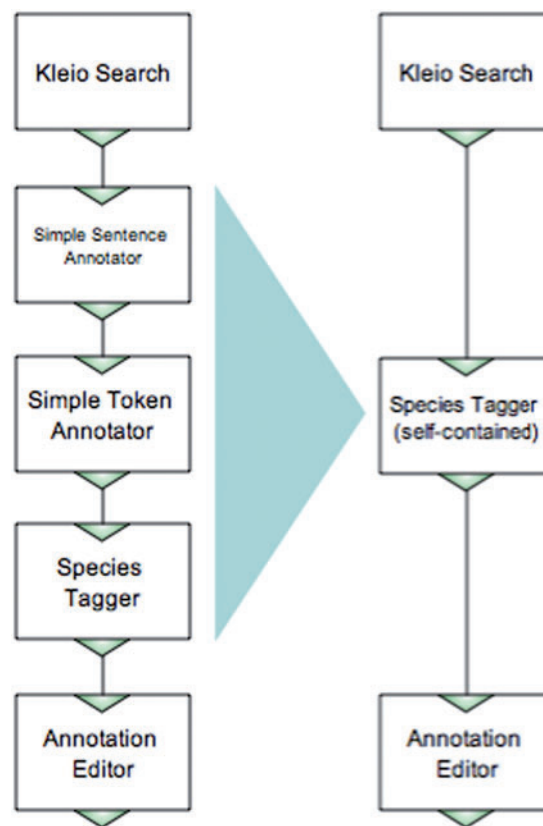 Kleio Search
Simple Sentence
Annotator
Simple Token
Annotator
Species
Tagger
Annotation
Editor
Kleio Search
Species Tagger
(self-contained)
Annotation
Editor